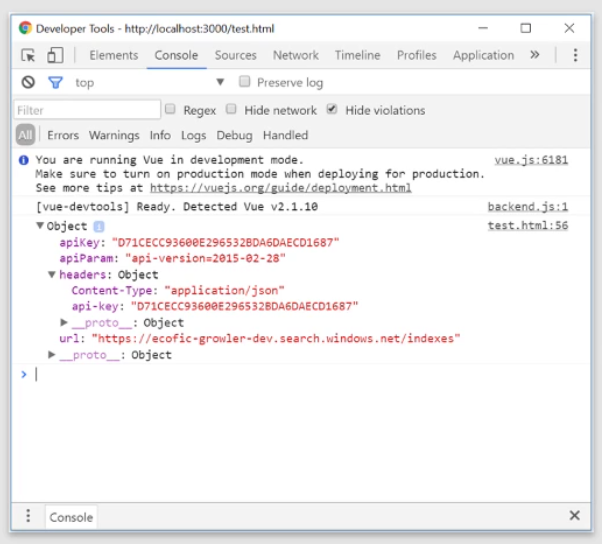 Developer Tools - http://localhost:3000/test.html
Elements Console Sources Network Timeline Profiles Application »
top Preserve log
Filter Regex Hide network Hide violations
All Errors Warnings Info Logs Debug Handled
You are running Vue in development mode. vue.js:6181
Make sure to turn on production mode when deploying for production.
See more tips at https://vuejs.org/guide/deployment.html
[vue-devtools] Ready. Detected Vue v2.1.10 backend.js:1
▼Object i test.html:56
apiKey: "D71CECC93600E296532BDA6DAECD1687"
apiParam: "api-version=2015-02-28"
▼headers: Object
Content-Type: "application/json"
api-key: "D71CECC93600E296532BDA6DAECD1687"
▶__proto__: Object
url: "https://ecofic-growler-dev.search.windows.net/indexes"
▶__proto__: Object
>
Console